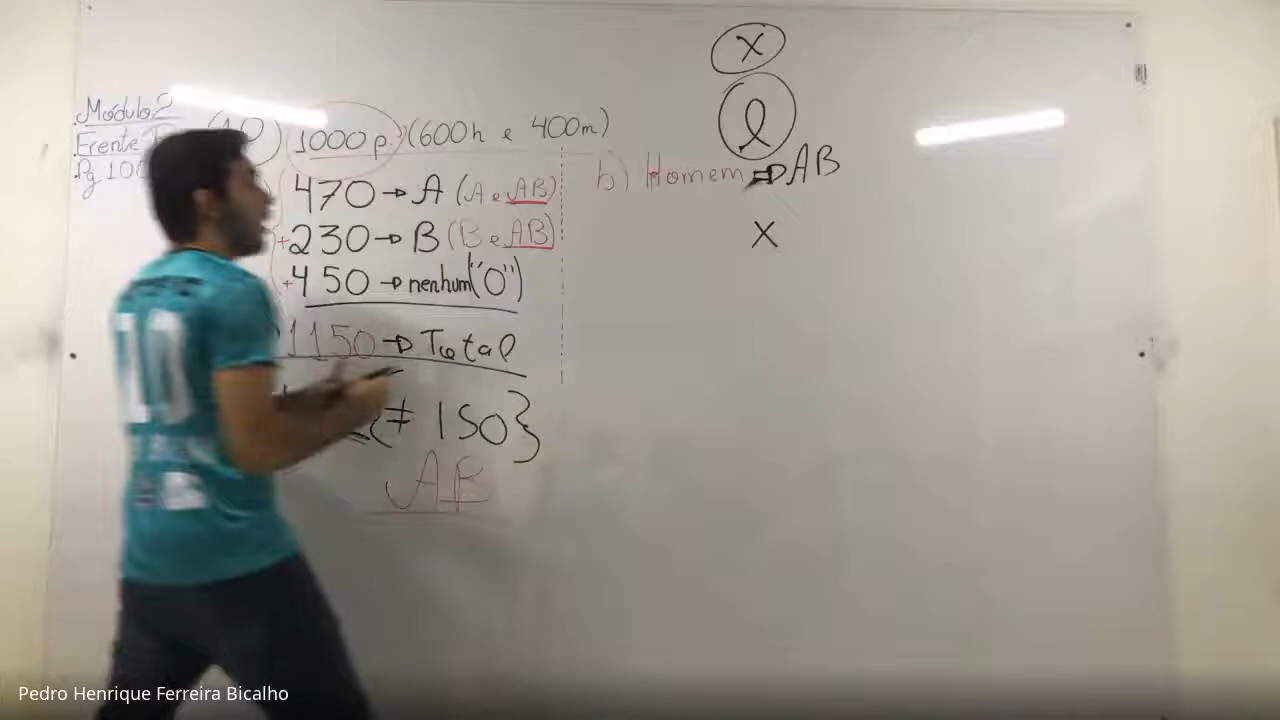 Módulo 2
Frente
Pg 100
1000 p. (600h e 400m)
470 → A (A e AB)
+230 → B (B e AB)
+450 → nenhum ("O")
1150 → Total
≠ 150}
AB
X
b) Homem ⇒ AB
X
10
Pedro Henrique Ferreira Bicalho